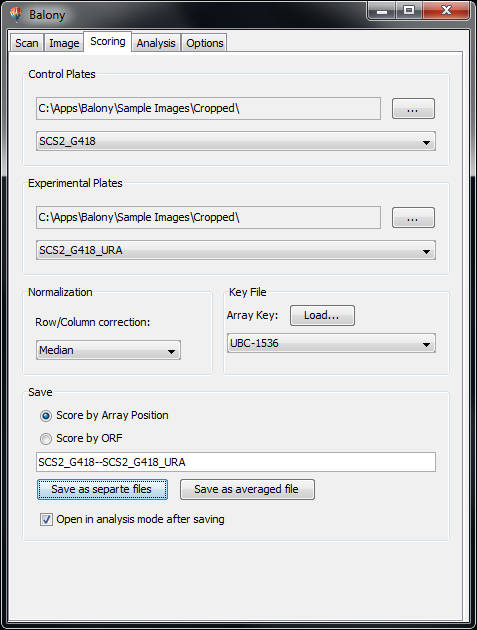 Balony
Scan Image Scoring Analysis Options
Control Plates
C:\Apps\Balony\Sample Images\Cropped\ ...
SCS2_G418
Experimental Plates
C:\Apps\Balony\Sample Images\Cropped\ ...
SCS2_G418_URA
Normalization
Row/Column correction:
Median
Key File
Array Key: Load...
UBC-1536
Save
Score by Array Position
Score by ORF
SCS2_G418--SCS2_G418_URA
Save as separte files Save as averaged file
Open in analysis mode after saving